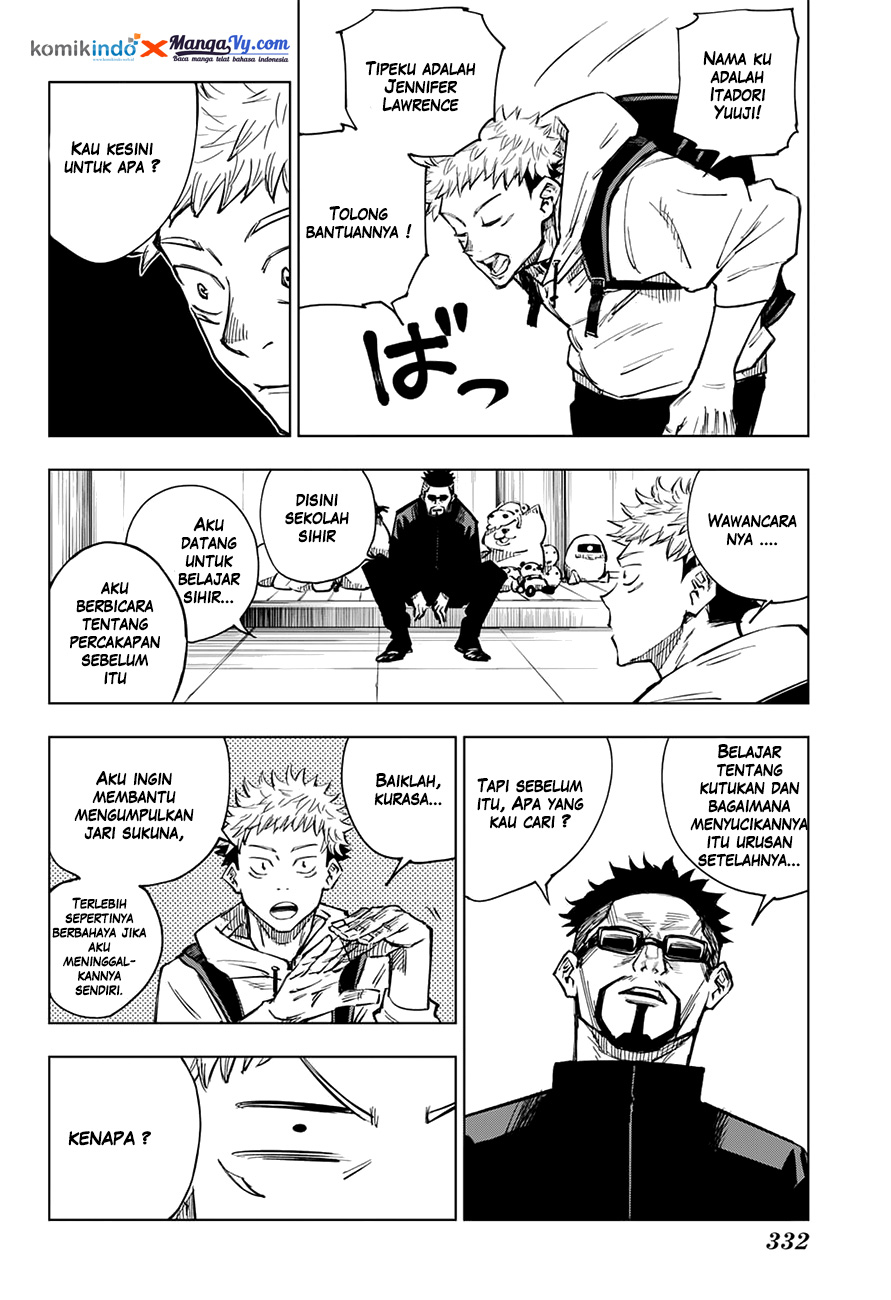 komikindo X MangaVy.com
Baca manga telat bahasa indonesia
NAMA KU
ADALAH
ITADORI
YUUJI!
TIPEKU ADALAH
JENNIFER
LAWRENCE
TOLONG
BANTUANNYA !
ばっ
KAU KESINI
UNTUK APA ?
WAWANCARA
NYA ....
DISINI
SEKOLAH
SIHIR
AKU
DATANG
UNTUK
BELAJAR
SIHIR...
AKU
BERBICARA
TENTANG
PERCAKAPAN
SEBELUM
ITU
BELAJAR
TENTANG
KUTUKAN DAN
BAGAIMANA
MENYUCIKANNYA
ITU URUSAN
SETELAHNYA...
TAPI SEBELUM
ITU, APA YANG
KAU CARI ?
BAIKLAH,
KURASA...
AKU INGIN
MEMBANTU
MENGUMPULKAN
JARI SUKUNA,
TERLEBIH
SEPERTINYA
BERBAHAYA JIKA
AKU
MENINGGAL-
KANNYA
SENDIRI.
KENAPA ?
332